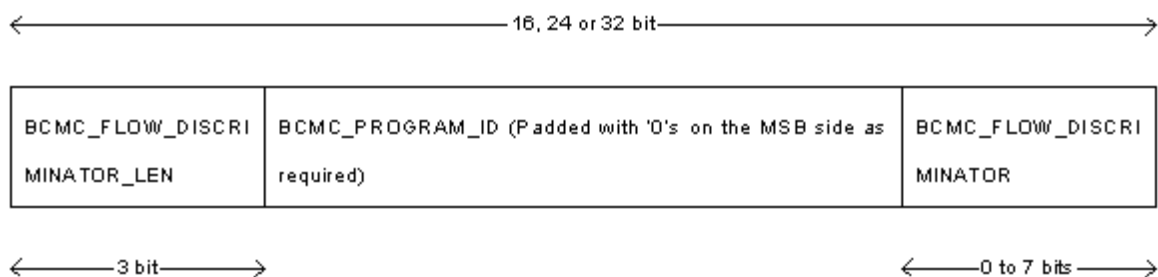 16, 24 or 32 bit
BCMC_FLOW_DISCRI
MINATOR_LEN
BCMC_PROGRAM_ID (Padded with '0's on the MSB side as
required)
BCMC_FLOW_DISCRI
MINATOR
3 bit
0 to 7 bits